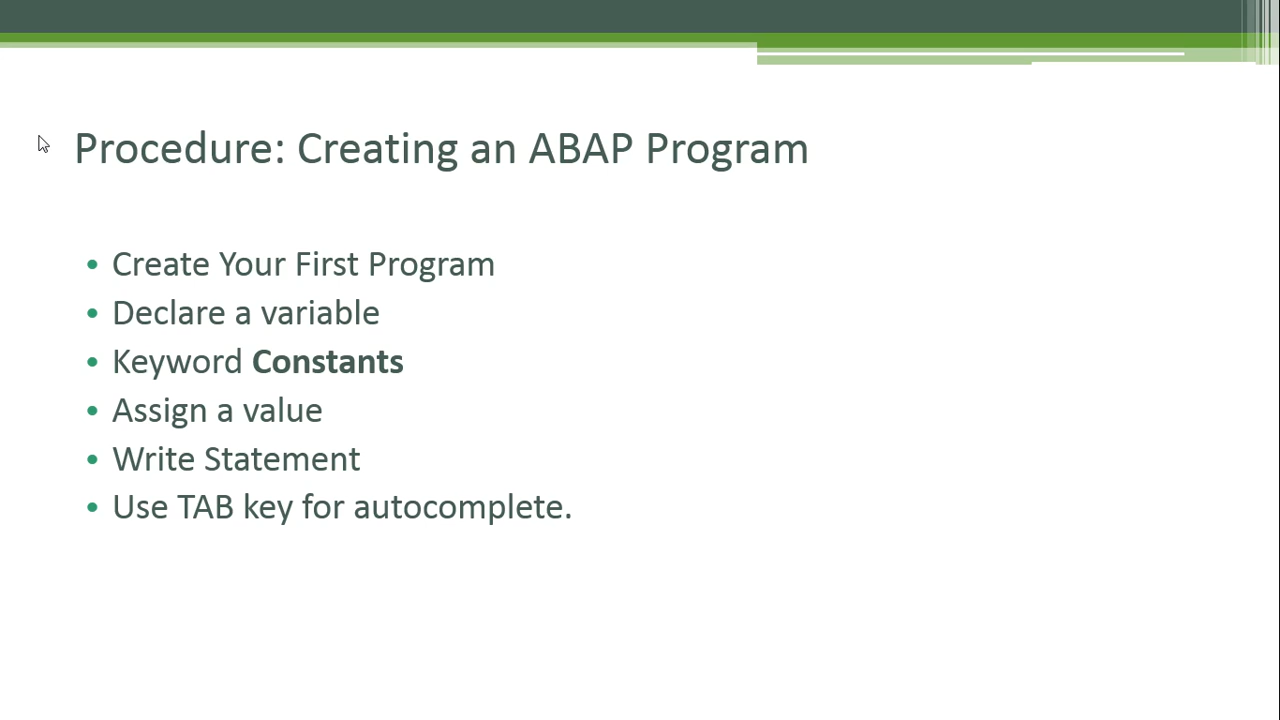 Procedure: Creating an ABAP Program
• Create Your First Program
• Declare a variable
• Keyword Constants
• Assign a value
• Write Statement
• Use TAB key for autocomplete.